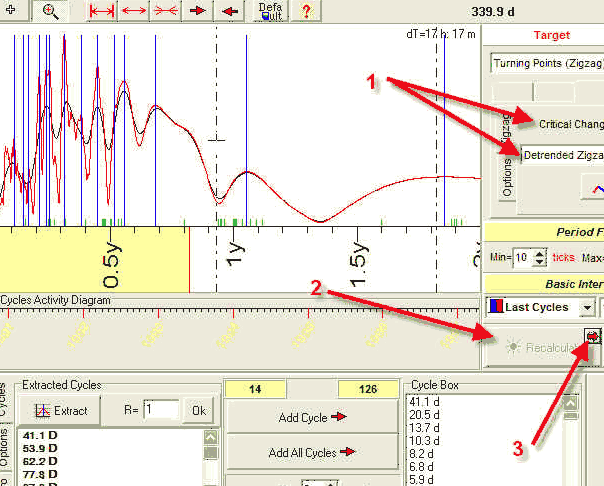 Defa
ult
?
339.9 d
dT=17 h: 17 m
Target
Turning Points (Zigzag)
1
Zigzag
Options
Critical Chang
Detrended Zigza
0.5y
1y
1.5y
Period F
Min= 10 ticks Max=
Basic Inter
2
Last Cycles
Cycles Activity Diagram
Recalculat
3
Extracted Cycles
Extract
R= 1
Ok
14
126
Add Cycle
Add All Cycles
Cycle Box
41.1 d
20.5 d
13.7 d
10.3 d
8.2 d
6.8 d
5.9 d
Cycles
Options
41.1 D
53.9 D
62.2 D
77.8 D